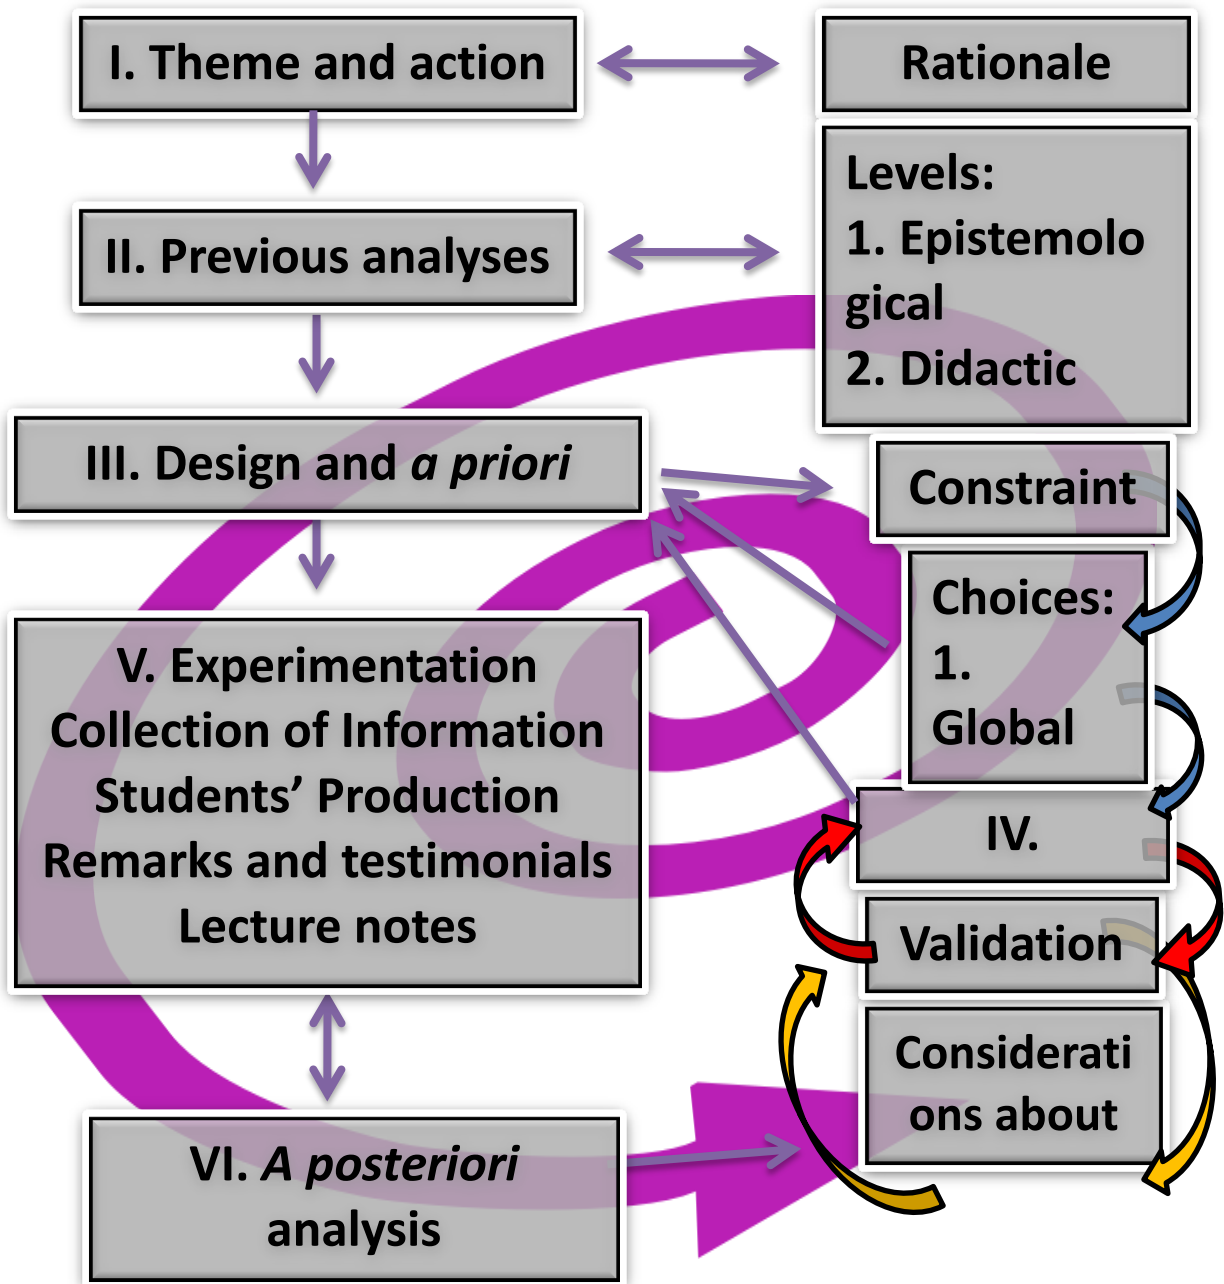 I. Theme and action
Rationale
Levels:
1. Epistemolo
gical
2. Didactic
II. Previous analyses
III. Design and a priori
Constraint
Choices:
1.
Global
V. Experimentation
Collection of Information
Students’ Production
Remarks and testimonials
Lecture notes
IV.
Validation
Considerati
ons about
VI. A posteriori
analysis